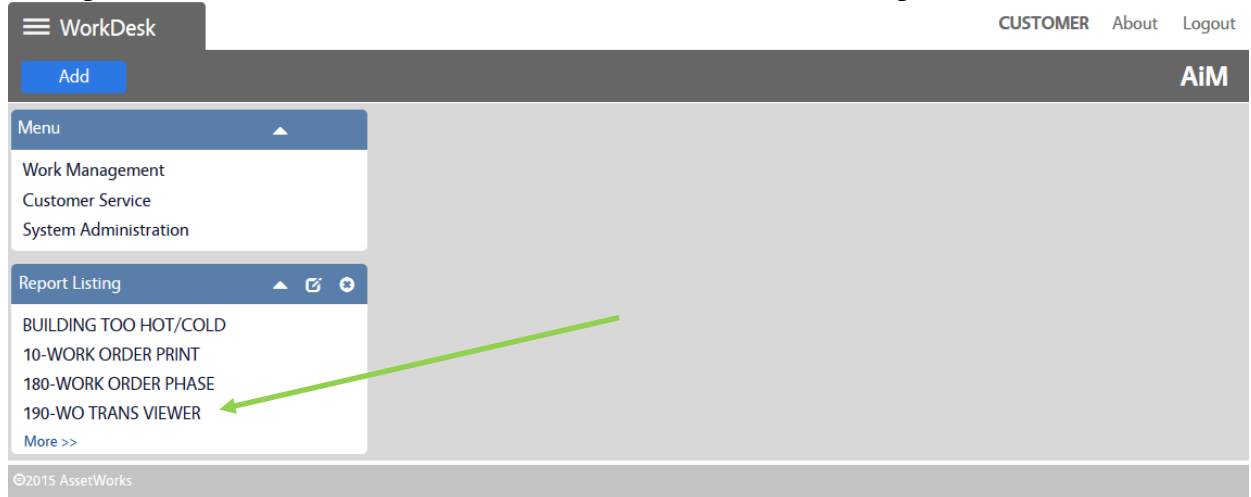 WorkDesk
CUSTOMER About Logout
Add
AiM
Menu
Work Management
Customer Service
System Administration
Report Listing
BUILDING TOO HOT/COLD
10-WORK ORDER PRINT
180-WORK ORDER PHASE
190-WO TRANS VIEWER
More >>
©2015 AssetWorks